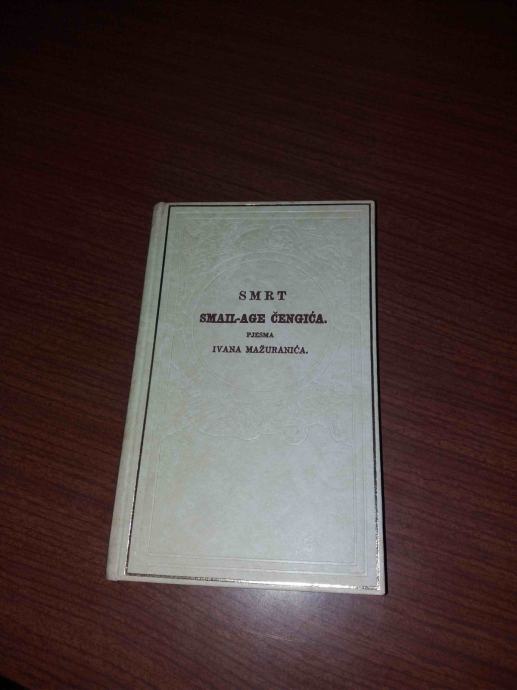 SMRT
SMAIL-AGE ČENGIĆA.
PJESMA
IVANA MAŽURANIĆA.